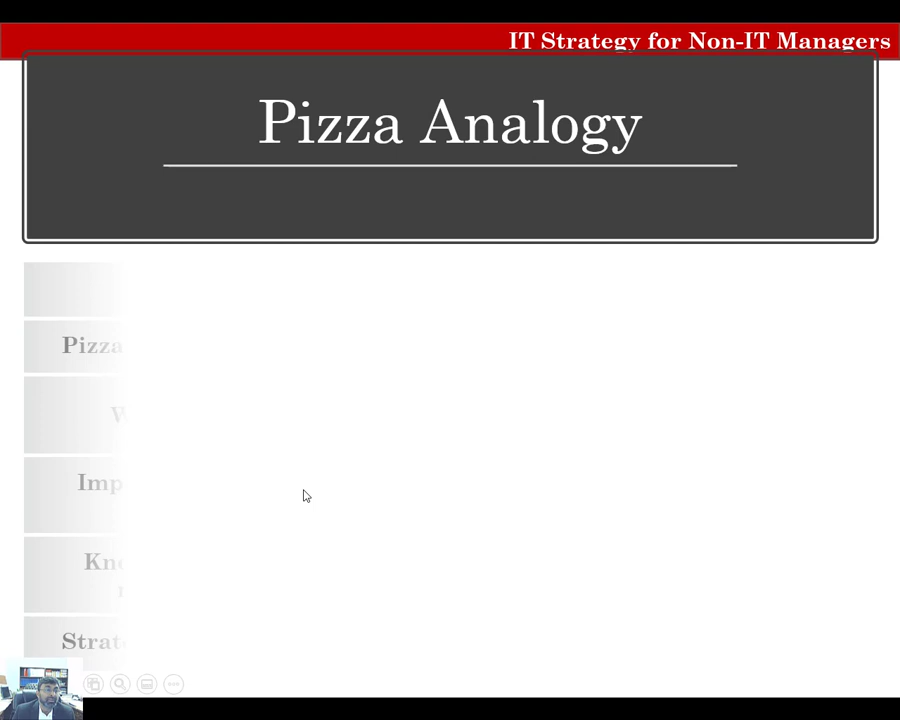 IT Strategy for Non-IT Managers
Pizza Analogy
Pizza
Imp
Kno
Strat